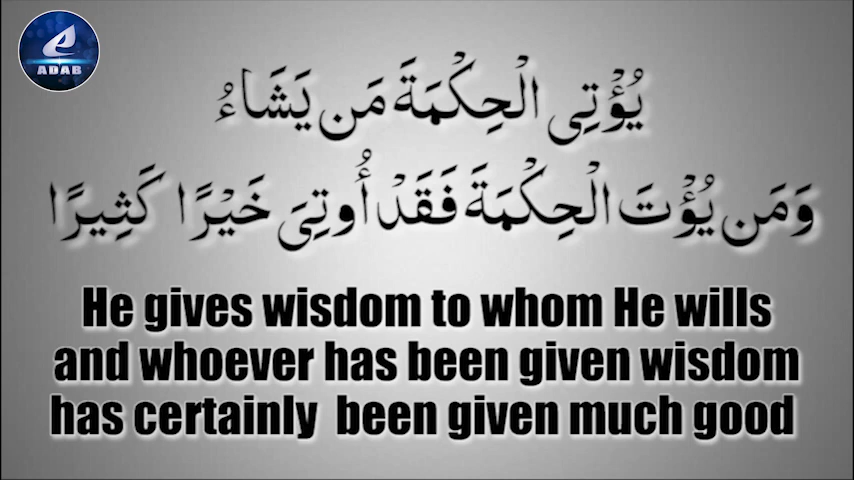 e
ADAB
يُؤْتِى الْحِكْمَةَ مَن يَشَاءُ
وَمَن يُؤْتَ الْحِكْمَةَ فَقَدْ أُوتِىَ خَيْرًا كَثِيرًا
He gives wisdom to whom He wills
and whoever has been given wisdom
has certainly been given much good